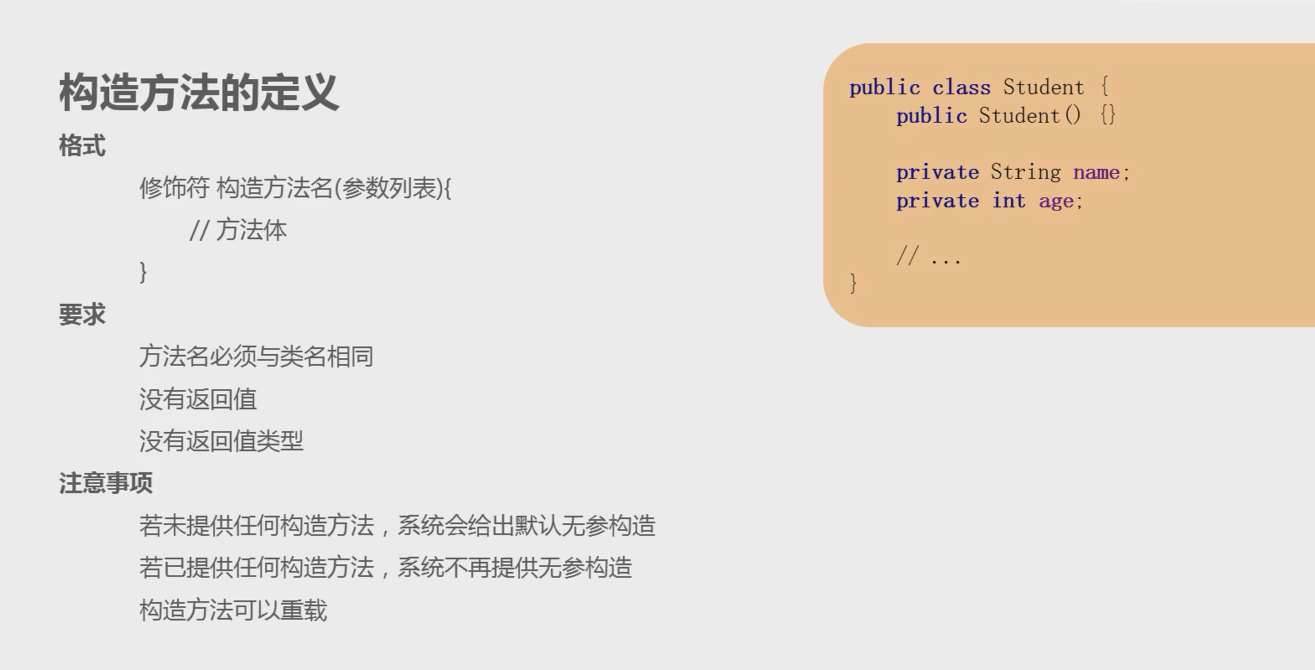 构造方法的定义
格式
修饰符 构造方法名(参数列表){
// 方法体
}
要求
方法名必须与类名相同
没有返回值
没有返回值类型
注意事项
若未提供任何构造方法，系统会给出默认无参构造
若已提供任何构造方法，系统不再提供无参构造
构造方法可以重载
public class Student {
public Student() {}
private String name;
private int age;
// ...
}